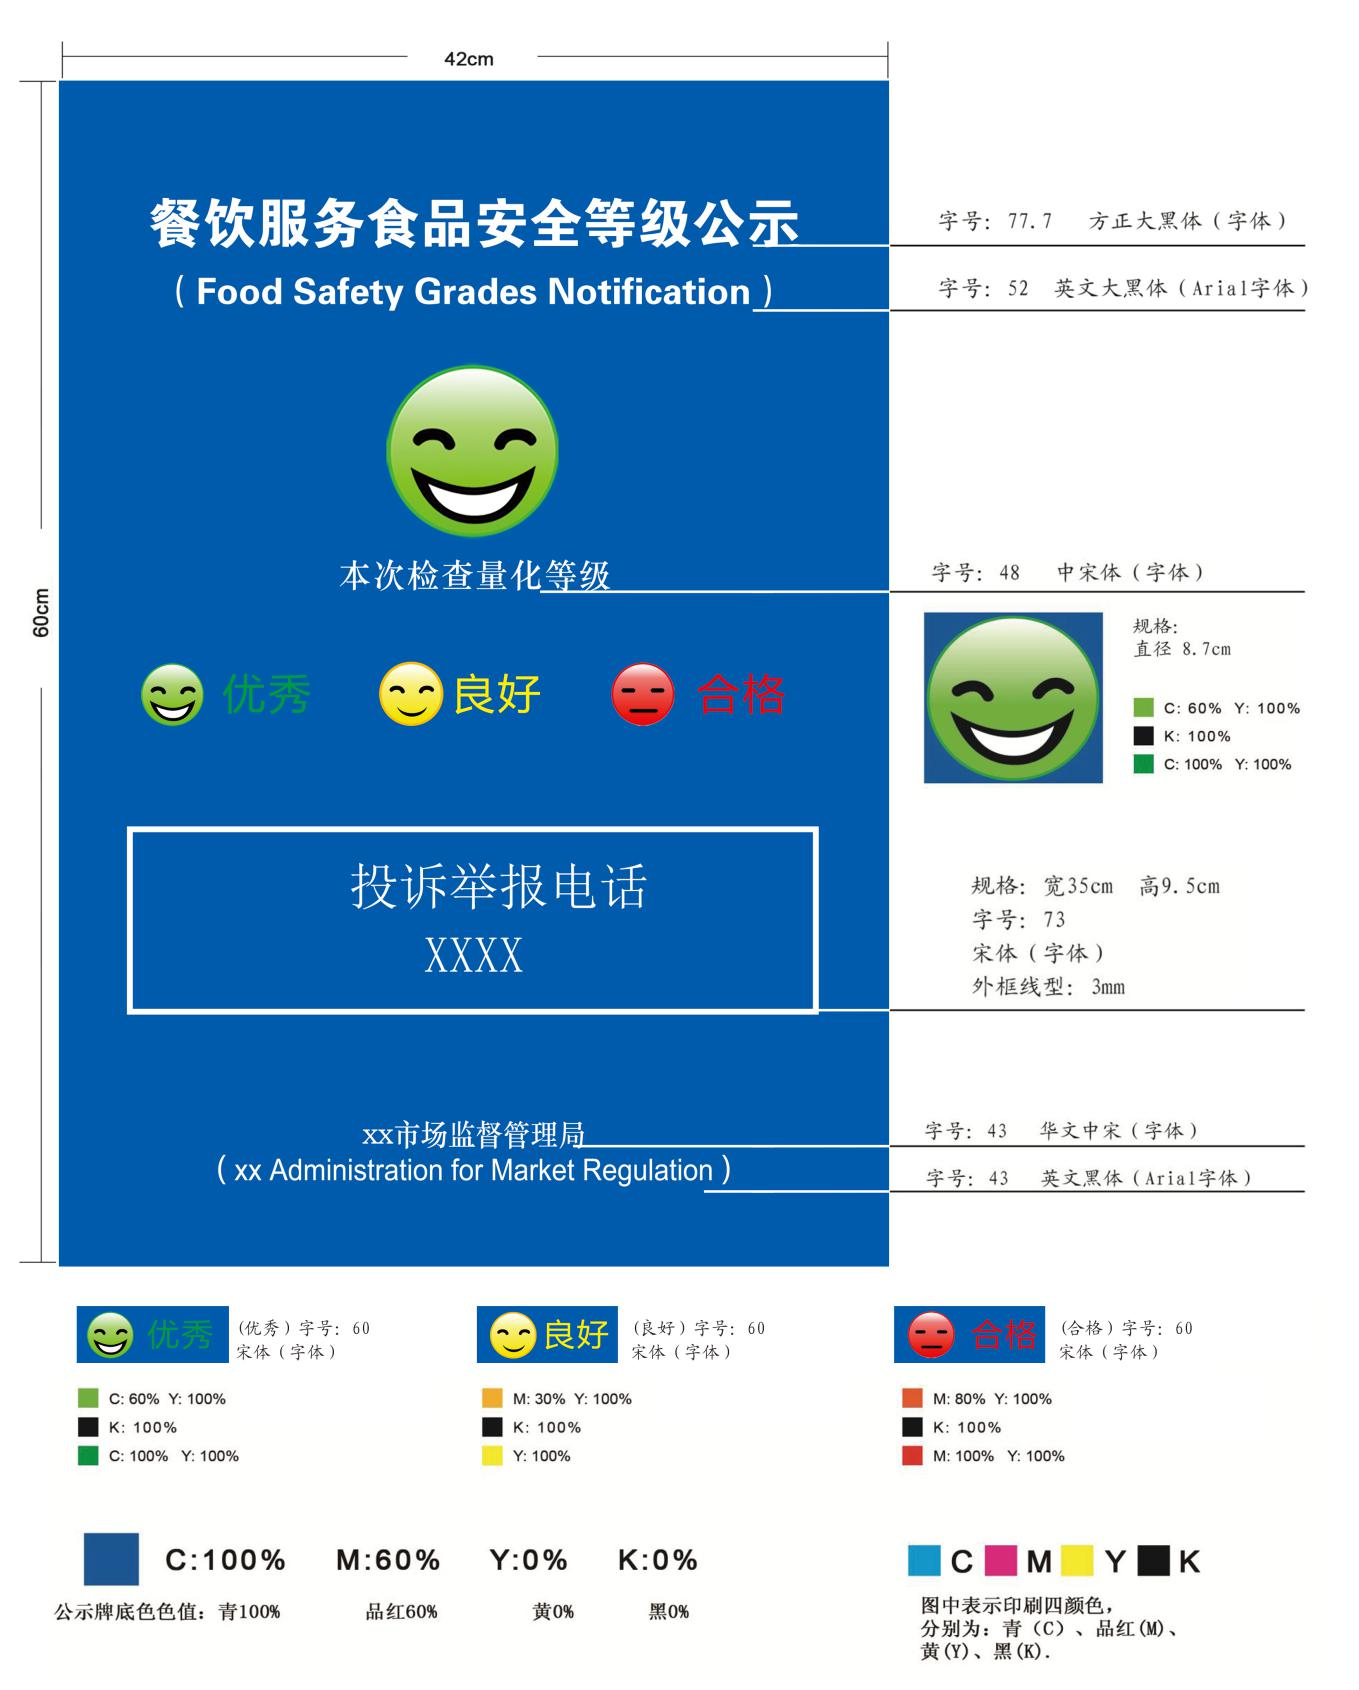 42cm
60cm
餐饮服务食品安全等级公示
( Food Safety Grades Notification )
字号：77.7 方正大黑体（字体）
字号：52 英文大黑体（Arial字体）
本次检查量化等级
字号：48 中宋体（字体）
规格：
直径 8.7cm
C: 60% Y: 100%
K: 100%
C: 100% Y: 100%
优秀 良好 合格
投诉举报电话
XXXX
规格：宽35cm 高9.5cm
字号：73
宋体（字体）
外框线型：3mm
xx市场监督管理局
( xx Administration for Market Regulation )
字号：43 华文中宋（字体）
字号：43 英文黑体（Arial字体）
优秀
(优秀）字号：60
宋体（字体）
C: 60% Y: 100%
K: 100%
C: 100% Y: 100%
良好
(良好）字号：60
宋体（字体）
M: 30% Y: 100%
K: 100%
Y: 100%
合格
(合格）字号：60
宋体（字体）
M: 80% Y: 100%
K: 100%
M: 100% Y: 100%
C:100% M:60% Y:0% K:0%
公示牌底色色值：青100% 品红60% 黄0% 黑0%
C M Y K
图中表示印刷四颜色，
分别为：青（C）、品红(M)、
黄(Y)、黑(K).